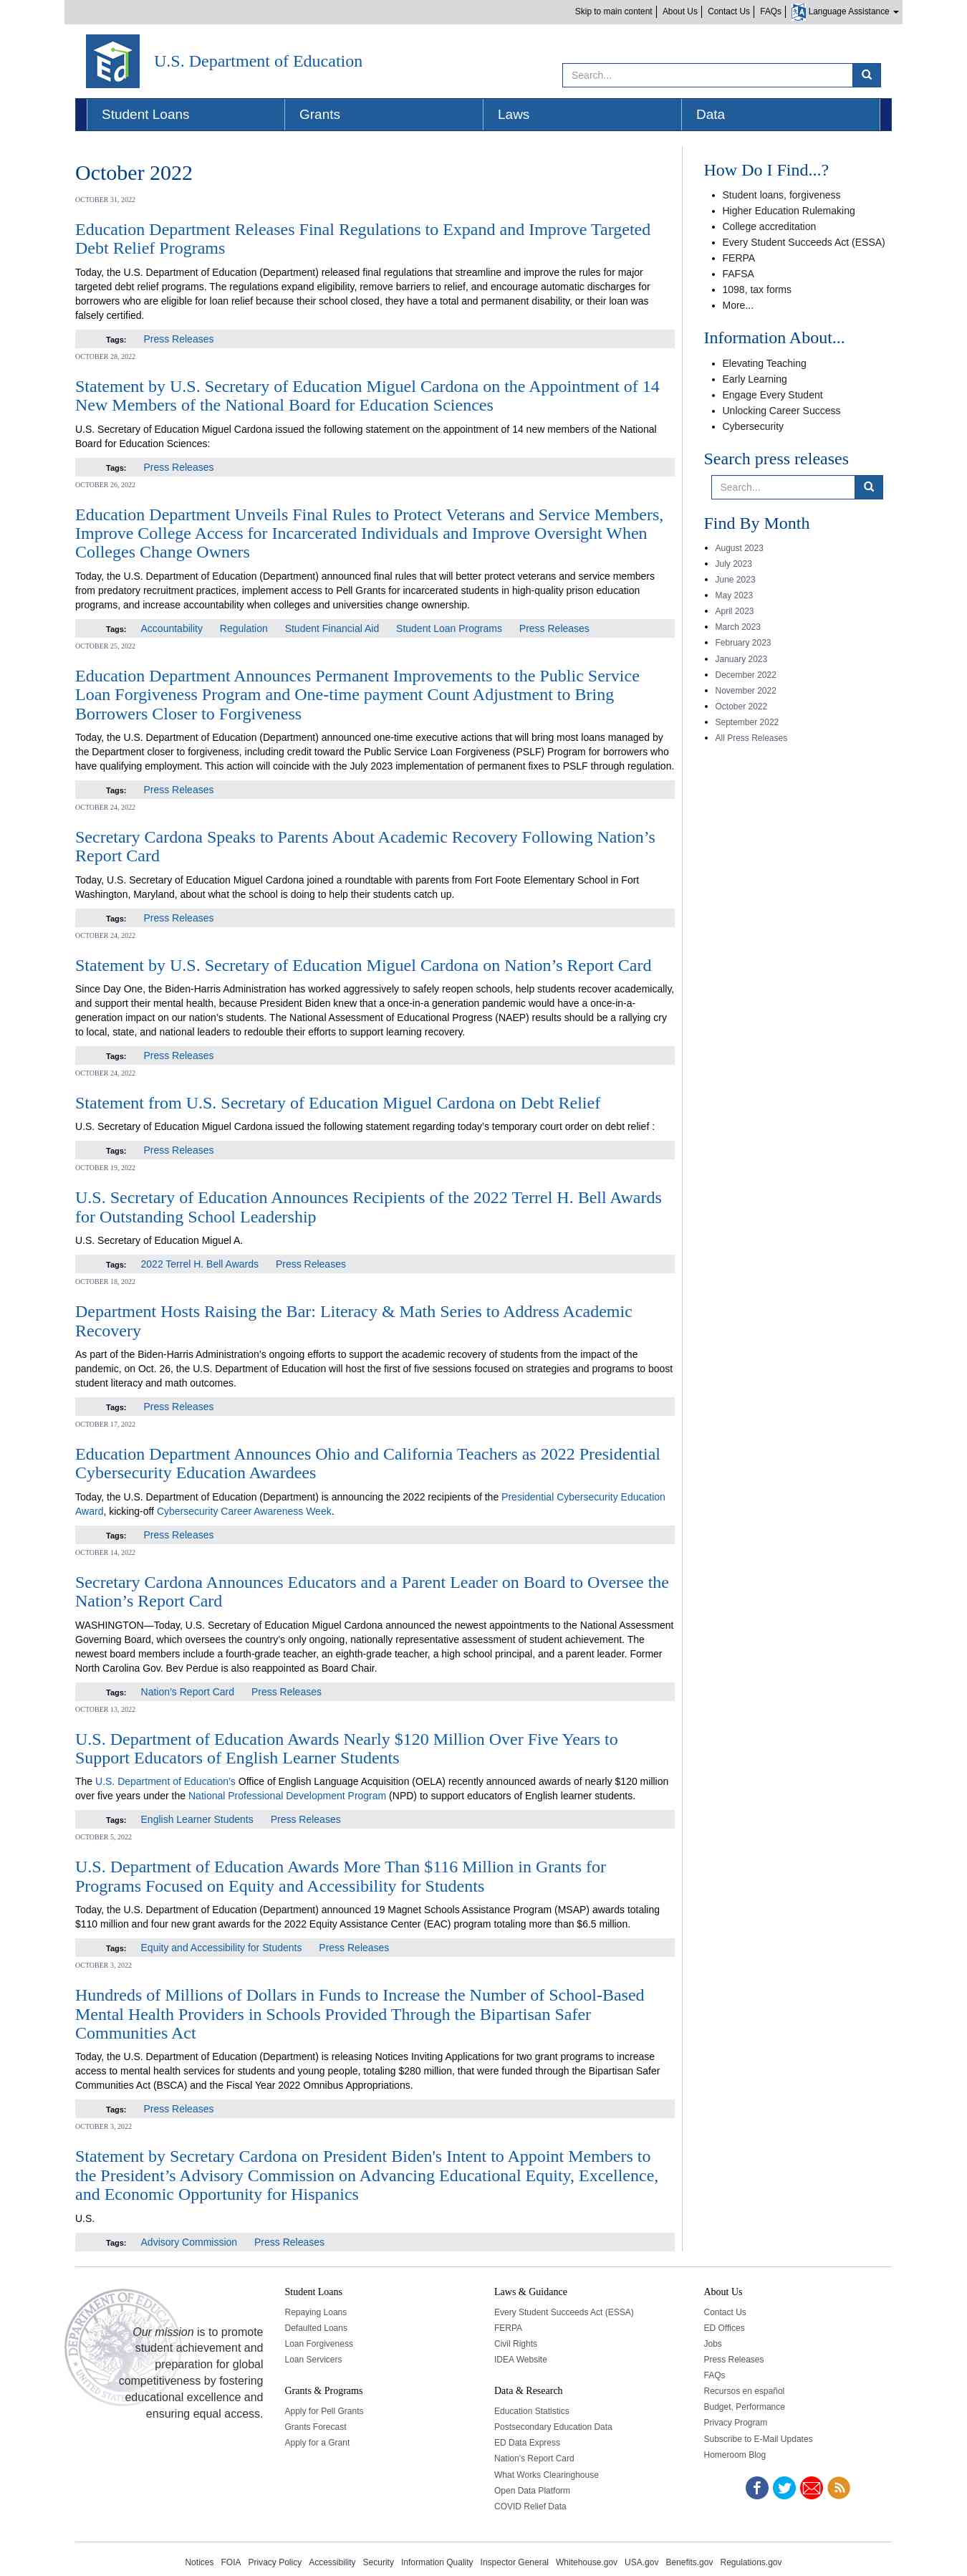 Skip to main content
About Us
Contact Us
FAQs
Language Assistance
Ed
U.S. Department of Education
Search...
Student Loans
Grants
Laws
Data
October 2022
OCTOBER 31, 2022
Education Department Releases Final Regulations to Expand and Improve Targeted
Debt Relief Programs
Today, the U.S. Department of Education (Department) released final regulations that streamline and improve the rules for major
targeted debt relief programs. The regulations expand eligibility, remove barriers to relief, and encourage automatic discharges for
borrowers who are eligible for loan relief because their school closed, they have a total and permanent disability, or their loan was
falsely certified.
Tags: Press Releases
OCTOBER 28, 2022
Statement by U.S. Secretary of Education Miguel Cardona on the Appointment of 14
New Members of the National Board for Education Sciences
U.S. Secretary of Education Miguel Cardona issued the following statement on the appointment of 14 new members of the National
Board for Education Sciences:
Tags: Press Releases
OCTOBER 26, 2022
Education Department Unveils Final Rules to Protect Veterans and Service Members,
Improve College Access for Incarcerated Individuals and Improve Oversight When
Colleges Change Owners
Today, the U.S. Department of Education (Department) announced final rules that will better protect veterans and service members
from predatory recruitment practices, implement access to Pell Grants for incarcerated students in high-quality prison education
programs, and increase accountability when colleges and universities change ownership.
Tags: Accountability Regulation Student Financial Aid Student Loan Programs Press Releases
OCTOBER 25, 2022
Education Department Announces Permanent Improvements to the Public Service
Loan Forgiveness Program and One-time payment Count Adjustment to Bring
Borrowers Closer to Forgiveness
Today, the U.S. Department of Education (Department) announced one-time executive actions that will bring most loans managed by
the Department closer to forgiveness, including credit toward the Public Service Loan Forgiveness (PSLF) Program for borrowers who
have qualifying employment. This action will coincide with the July 2023 implementation of permanent fixes to PSLF through regulation.
Tags: Press Releases
OCTOBER 24, 2022
Secretary Cardona Speaks to Parents About Academic Recovery Following Nation’s
Report Card
Today, U.S. Secretary of Education Miguel Cardona joined a roundtable with parents from Fort Foote Elementary School in Fort
Washington, Maryland, about what the school is doing to help their students catch up.
Tags: Press Releases
OCTOBER 24, 2022
Statement by U.S. Secretary of Education Miguel Cardona on Nation’s Report Card
Since Day One, the Biden-Harris Administration has worked aggressively to safely reopen schools, help students recover academically,
and support their mental health, because President Biden knew that a once-in-a generation pandemic would have a once-in-a-
generation impact on our nation’s students. The National Assessment of Educational Progress (NAEP) results should be a rallying cry
to local, state, and national leaders to redouble their efforts to support learning recovery.
Tags: Press Releases
OCTOBER 24, 2022
Statement from U.S. Secretary of Education Miguel Cardona on Debt Relief
U.S. Secretary of Education Miguel Cardona issued the following statement regarding today’s temporary court order on debt relief :
Tags: Press Releases
OCTOBER 19, 2022
U.S. Secretary of Education Announces Recipients of the 2022 Terrel H. Bell Awards
for Outstanding School Leadership
U.S. Secretary of Education Miguel A.
Tags: 2022 Terrel H. Bell Awards Press Releases
OCTOBER 18, 2022
Department Hosts Raising the Bar: Literacy & Math Series to Address Academic
Recovery
As part of the Biden-Harris Administration’s ongoing efforts to support the academic recovery of students from the impact of the
pandemic, on Oct. 26, the U.S. Department of Education will host the first of five sessions focused on strategies and programs to boost
student literacy and math outcomes.
Tags: Press Releases
OCTOBER 17, 2022
Education Department Announces Ohio and California Teachers as 2022 Presidential
Cybersecurity Education Awardees
Today, the U.S. Department of Education (Department) is announcing the 2022 recipients of the Presidential Cybersecurity Education
Award, kicking-off Cybersecurity Career Awareness Week.
Tags: Press Releases
OCTOBER 14, 2022
Secretary Cardona Announces Educators and a Parent Leader on Board to Oversee the
Nation’s Report Card
WASHINGTON—Today, U.S. Secretary of Education Miguel Cardona announced the newest appointments to the National Assessment
Governing Board, which oversees the country’s only ongoing, nationally representative assessment of student achievement. The
newest board members include a fourth-grade teacher, an eighth-grade teacher, a high school principal, and a parent leader. Former
North Carolina Gov. Bev Perdue is also reappointed as Board Chair.
Tags: Nation’s Report Card Press Releases
OCTOBER 13, 2022
U.S. Department of Education Awards Nearly $120 Million Over Five Years to
Support Educators of English Learner Students
The U.S. Department of Education’s Office of English Language Acquisition (OELA) recently announced awards of nearly $120 million
over five years under the National Professional Development Program (NPD) to support educators of English learner students.
Tags: English Learner Students Press Releases
OCTOBER 5, 2022
U.S. Department of Education Awards More Than $116 Million in Grants for
Programs Focused on Equity and Accessibility for Students
Today, the U.S. Department of Education (Department) announced 19 Magnet Schools Assistance Program (MSAP) awards totaling
$110 million and four new grant awards for the 2022 Equity Assistance Center (EAC) program totaling more than $6.5 million.
Tags: Equity and Accessibility for Students Press Releases
OCTOBER 3, 2022
Hundreds of Millions of Dollars in Funds to Increase the Number of School-Based
Mental Health Providers in Schools Provided Through the Bipartisan Safer
Communities Act
Today, the U.S. Department of Education (Department) is releasing Notices Inviting Applications for two grant programs to increase
access to mental health services for students and young people, totaling $280 million, that were funded through the Bipartisan Safer
Communities Act (BSCA) and the Fiscal Year 2022 Omnibus Appropriations.
Tags: Press Releases
OCTOBER 3, 2022
Statement by Secretary Cardona on President Biden's Intent to Appoint Members to
the President’s Advisory Commission on Advancing Educational Equity, Excellence,
and Economic Opportunity for Hispanics
U.S.
Tags: Advisory Commission Press Releases
How Do I Find...?
Student loans, forgiveness
Higher Education Rulemaking
College accreditation
Every Student Succeeds Act (ESSA)
FERPA
FAFSA
1098, tax forms
More...
Information About...
Elevating Teaching
Early Learning
Engage Every Student
Unlocking Career Success
Cybersecurity
Search press releases
Search...
Find By Month
August 2023
July 2023
June 2023
May 2023
April 2023
March 2023
February 2023
January 2023
December 2022
November 2022
October 2022
September 2022
All Press Releases
Our mission is to promote
student achievement and
preparation for global
competitiveness by fostering
educational excellence and
ensuring equal access.
Student Loans
Repaying Loans
Defaulted Loans
Loan Forgiveness
Loan Servicers
Grants & Programs
Apply for Pell Grants
Grants Forecast
Apply for a Grant
Laws & Guidance
Every Student Succeeds Act (ESSA)
FERPA
Civil Rights
IDEA Website
Data & Research
Education Statistics
Postsecondary Education Data
ED Data Express
Nation's Report Card
What Works Clearinghouse
Open Data Platform
COVID Relief Data
About Us
Contact Us
ED Offices
Jobs
Press Releases
FAQs
Recursos en español
Budget, Performance
Privacy Program
Subscribe to E-Mail Updates
Homeroom Blog
Notices FOIA Privacy Policy Accessibility Security Information Quality Inspector General Whitehouse.gov USA.gov Benefits.gov Regulations.gov